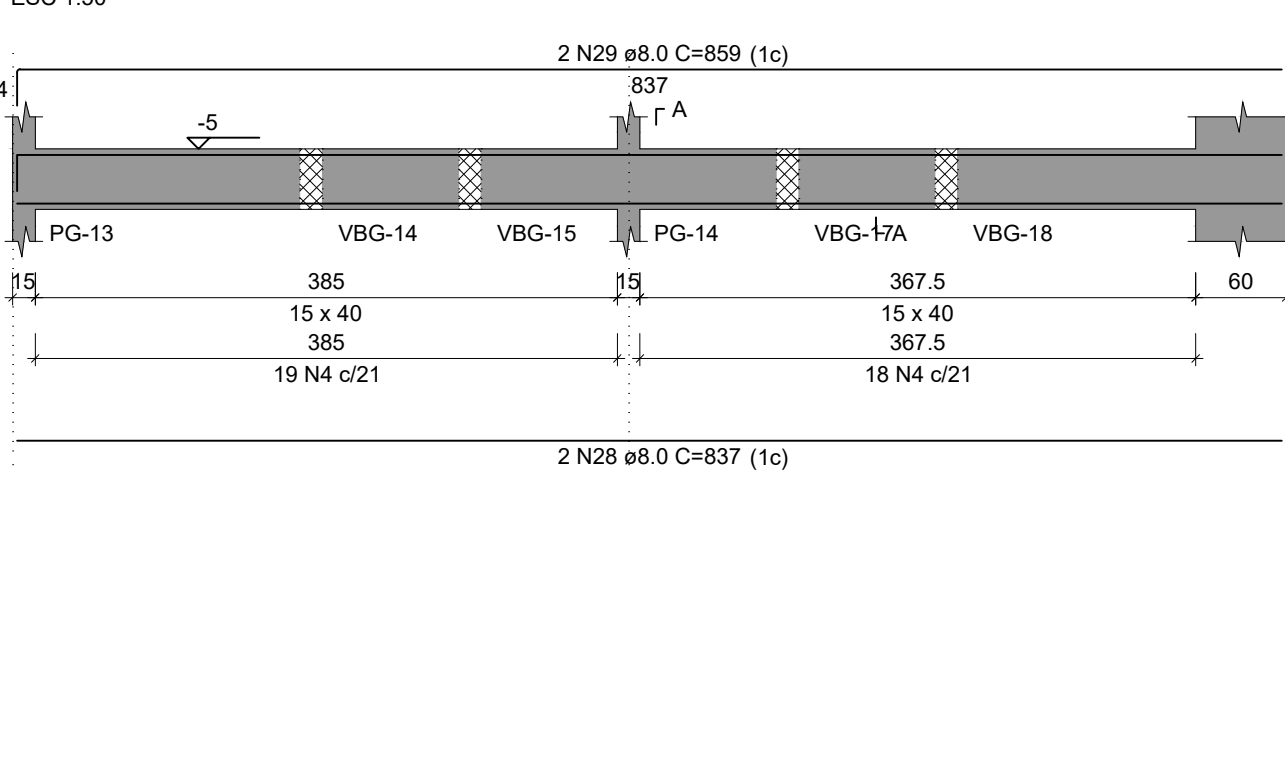 2 N29 ø8.0 C=859 (1c)
837
A
-5
PG-13 VBG-14 VBG-15 PG-14 VBG-17 A VBG-18
15 385 15 367.5 60
15 x 40 15 x 40
385 367.5
19 N4 c/21 18 N4 c/21
2 N28 ø8.0 C=837 (1c)